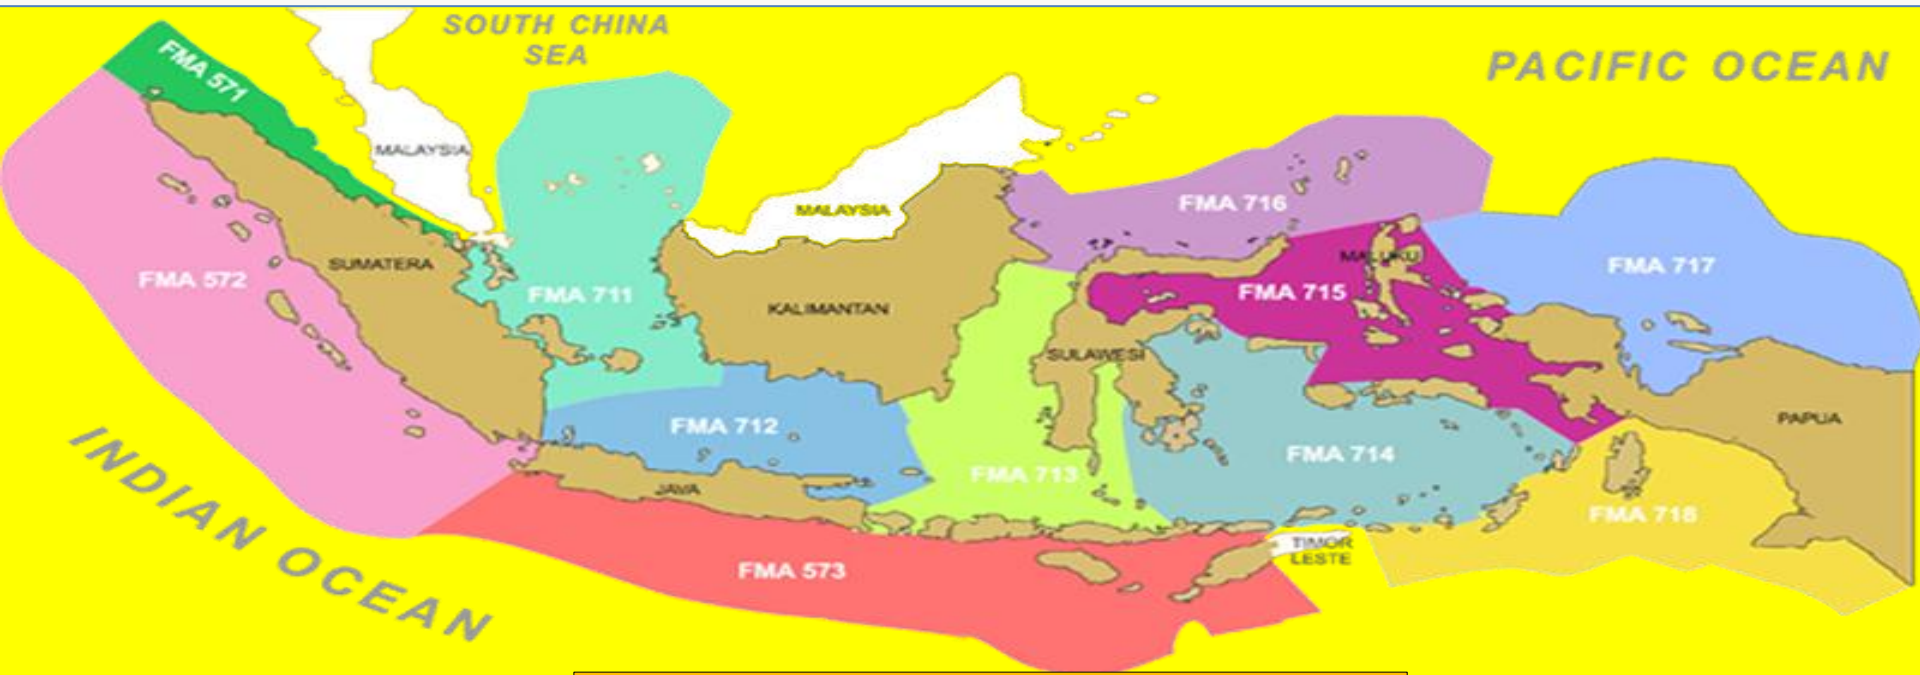 SOUTH CHINA
SEA
PACIFIC OCEAN
FMA 571
MALAYSIA
MALAYSIA
FMA 716
FMA 572
SUMATERA
FMA 711
KALIMANTAN
FMA 715
MALUKU
FMA 717
SULAWESI
FMA 712
FMA 713
FMA 714
PAPUA
JAVA
FMA 718
INDIAN OCEAN
FMA 573
TIMOR
LESTE